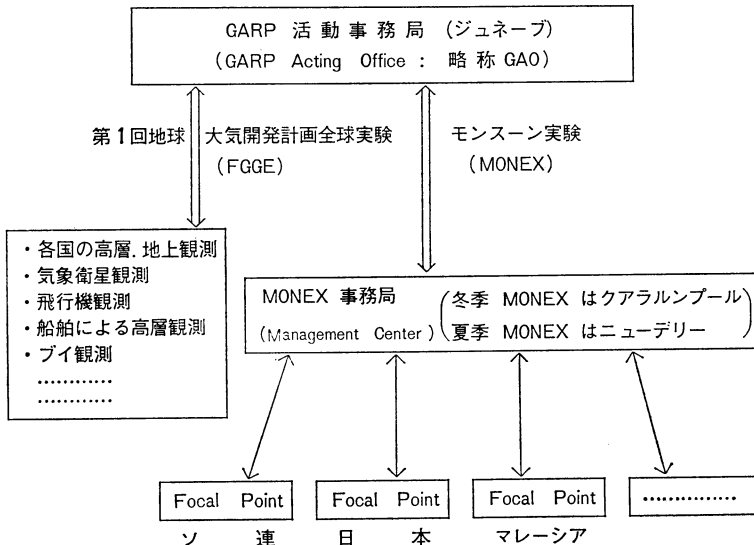 GARP 活動事務局 (ジュネーブ)
(GARP Acting Office : 略称 GAO)
第1回地球 大気開発計画全球実験
(FGGE)
モンスーン実験
(MONEX)
・各国の高層.地上観測
・気象衛星観測
・飛行機観測
・船舶による高層観測
・ブイ観測
…………
…………
MONEX 事務局
(Management Center)
(冬季 MONEX はクアラルンプール
夏季 MONEX はニューデリー)
Focal Point
ソ連
Focal Point
日本
Focal Point
マレーシア
……………